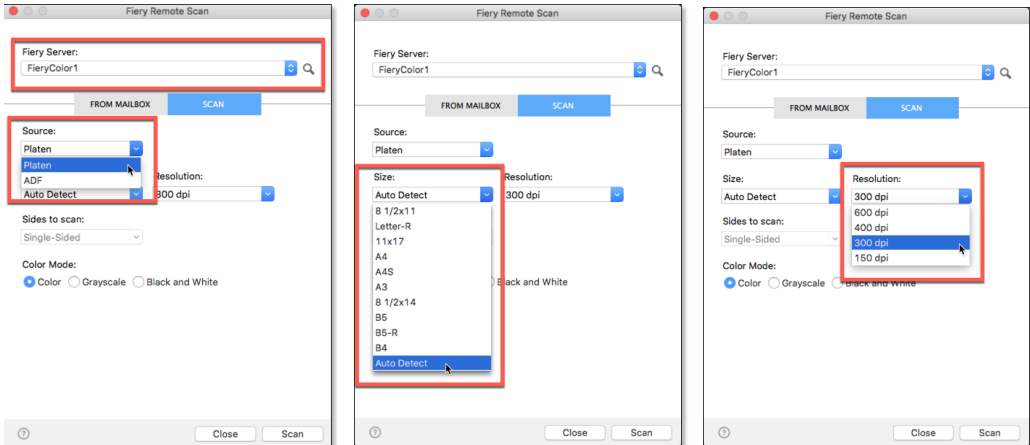 Fiery Remote Scan
Fiery Server:
FieryColor1
FROM MAILBOX
SCAN
Source:
Platen
Platen
ADF
Resolution:
Auto Detect
300 dpi
Sides to scan:
Single-Sided
Color Mode:
Color
Grayscale
Black and White
?
Close
Scan
Fiery Remote Scan
Fiery Server:
FieryColor1
FROM MAILBOX
SCAN
Source:
Platen
Size:
Resolution:
Auto Detect
300 dpi
8 1/2x11
Letter-R
11x17
A4
A4S
A3
8 1/2x14
B5
B5-R
B4
Auto Detect
Black and White
?
Close
Scan
Fiery Remote Scan
Fiery Server:
FieryColor1
FROM MAILBOX
SCAN
Source:
Platen
Size:
Resolution:
Auto Detect
300 dpi
600 dpi
400 dpi
300 dpi
150 dpi
Sides to scan:
Single-Sided
Color Mode:
Color
Grayscale
Black and White
?
Close
Scan